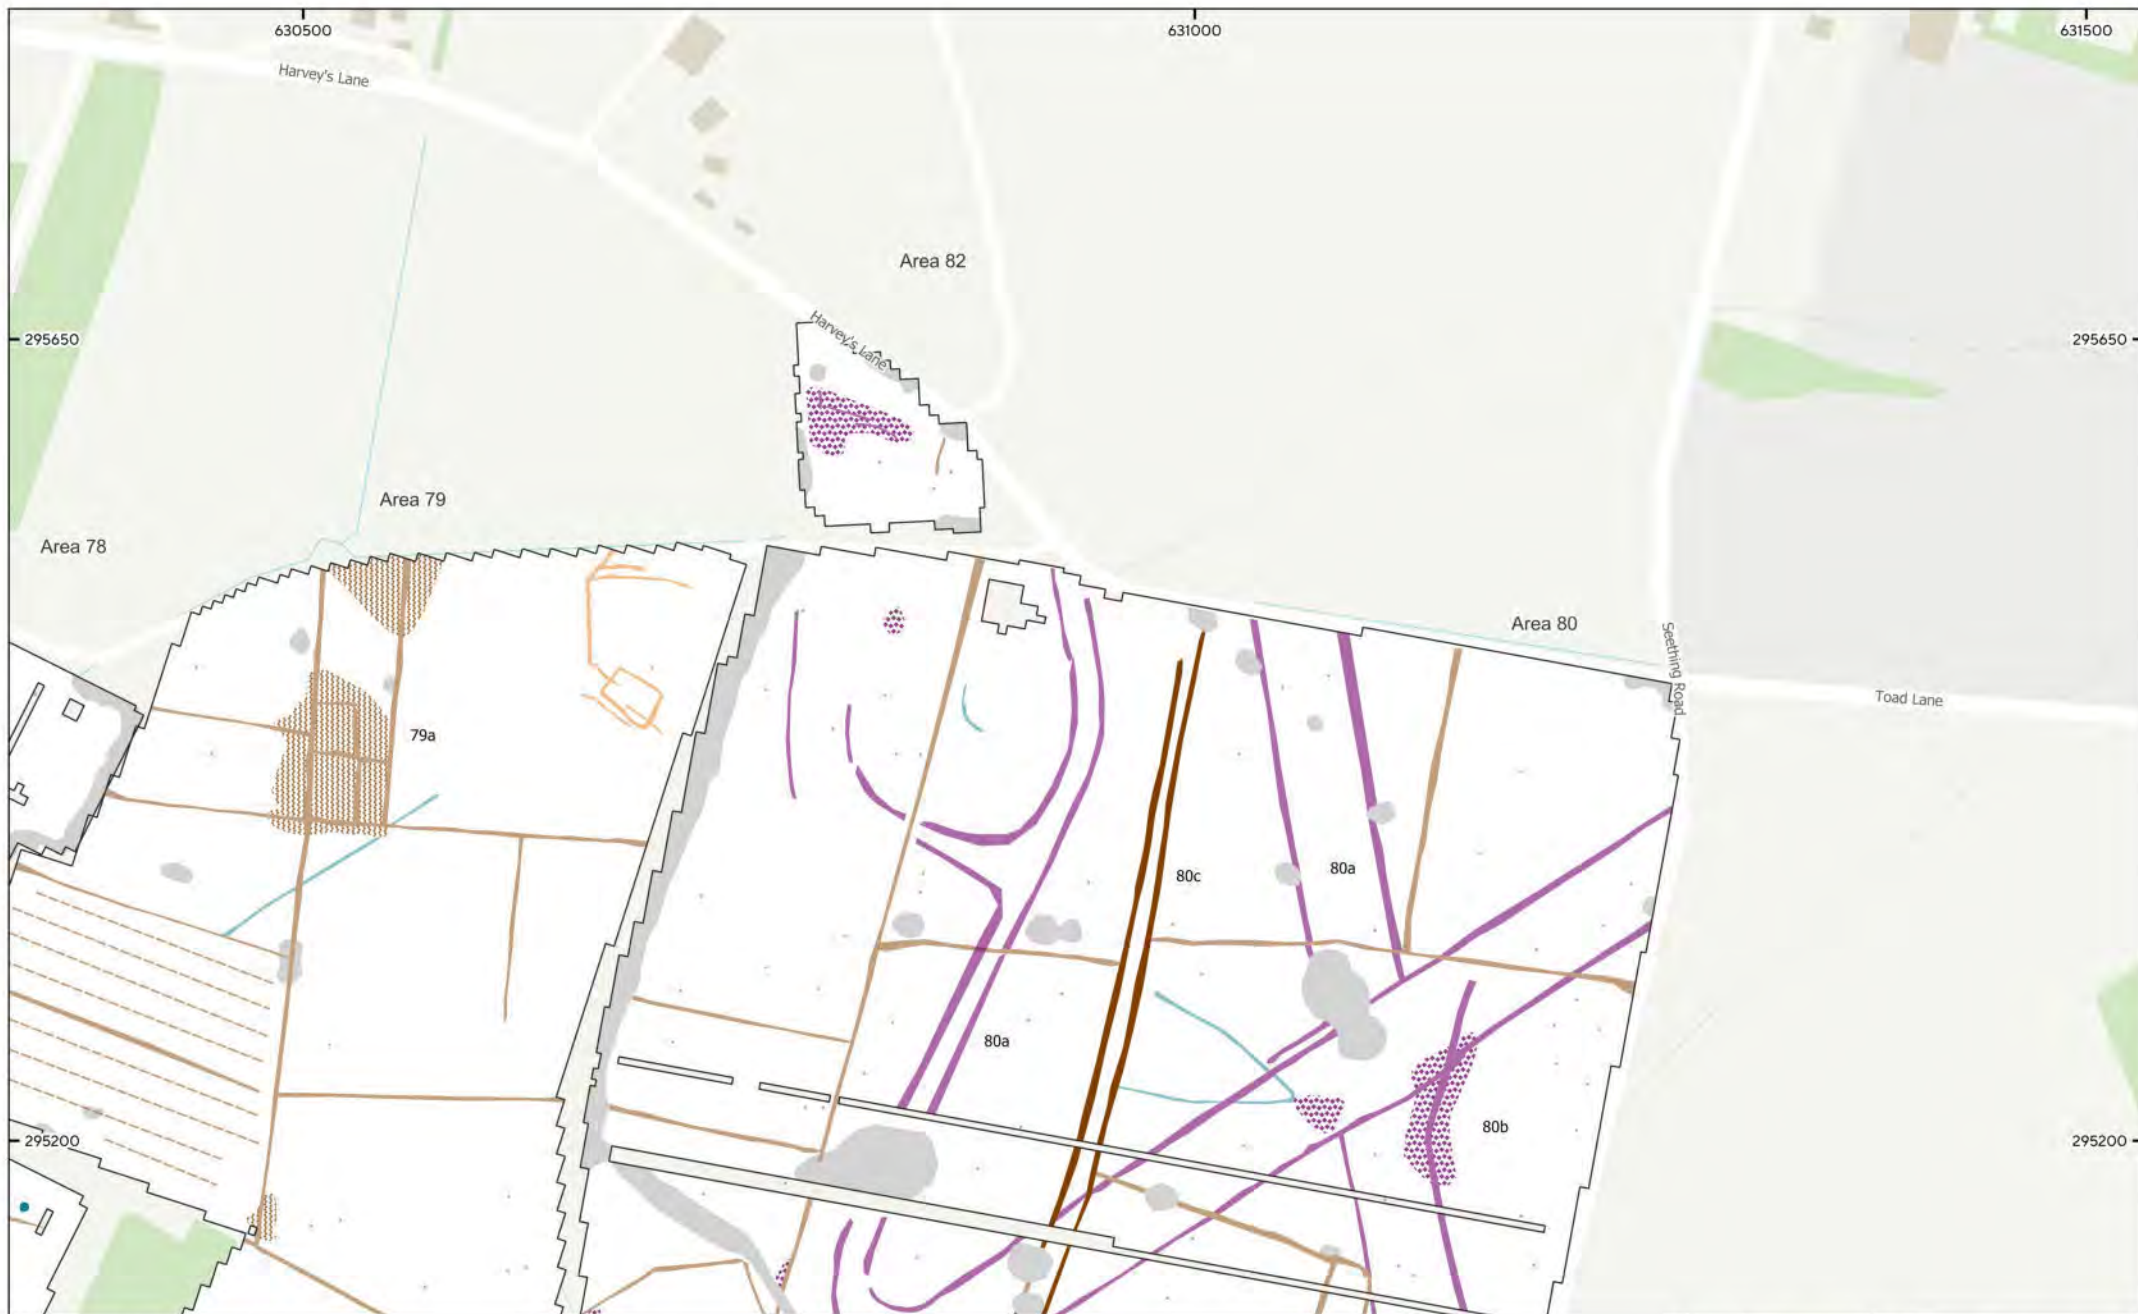 630500
631000
631500
Harvey's Lane
Area 82
Harvey's Lane
295650
295650
Area 79
Area 78
Area 80
Seething Road
Toad Lane
79a
80c
80a
80a
80b
295200
295200